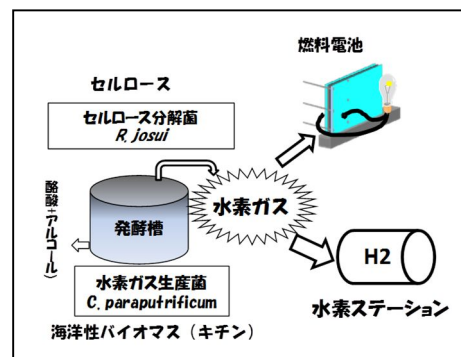 燃料電池
セルロース
セルロース分解菌
R. josui
水素ガス
発酵槽
酪酸+アルコール)
水素ガス生産菌
C. paraputrificum
海洋性バイオマス(キチン)
H2
水素ステーション